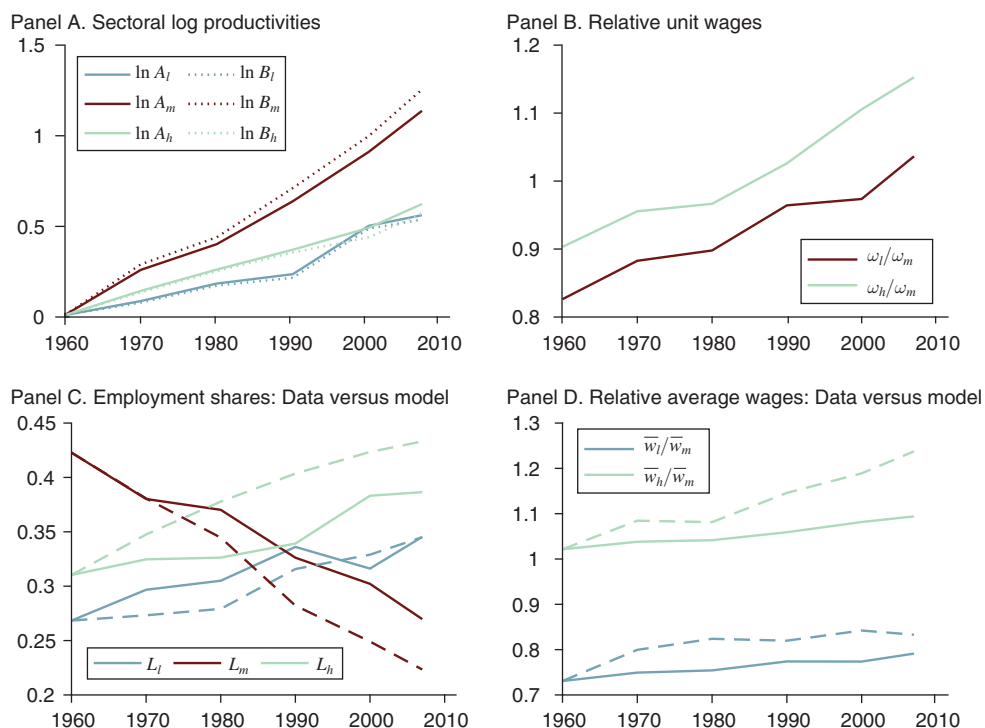 Panel A. Sectoral log productivities
1.5
1
0.5
0
ln A_l
ln B_l
ln A_m
ln B_m
ln A_h
ln B_h
1960 1970 1980 1990 2000 2010
Panel B. Relative unit wages
1.2
1.1
1
0.9
0.8
ω_l/ω_m
ω_h/ω_m
1960 1970 1980 1990 2000 2010
Panel C. Employment shares: Data versus model
0.45
0.4
0.35
0.3
0.25
0.2
L_l L_m L_h
1960 1970 1980 1990 2000 2010
Panel D. Relative average wages: Data versus model
1.3
1.2
1.1
1
0.9
0.8
0.7
w̅_l/w̅_m
w̅_h/w̅_m
1960 1970 1980 1990 2000 2010